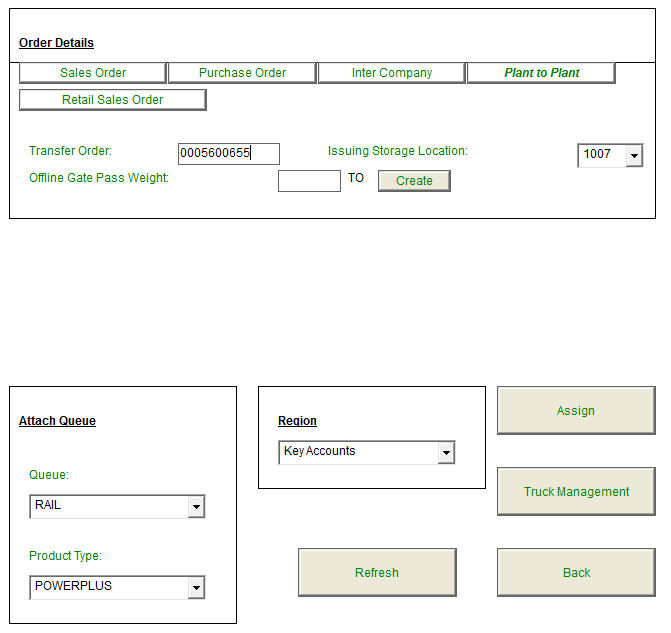 Order Details
Sales Order Purchase Order Inter Company Plant to Plant
Retail Sales Order
Transfer Order: 0005600655 Issuing Storage Location: 1007
Offline Gate Pass Weight: TO Create
Attach Queue
Queue:
RAIL
Product Type:
POWERPLUS
Region
Key Accounts
Refresh
Assign
Truck Management
Back